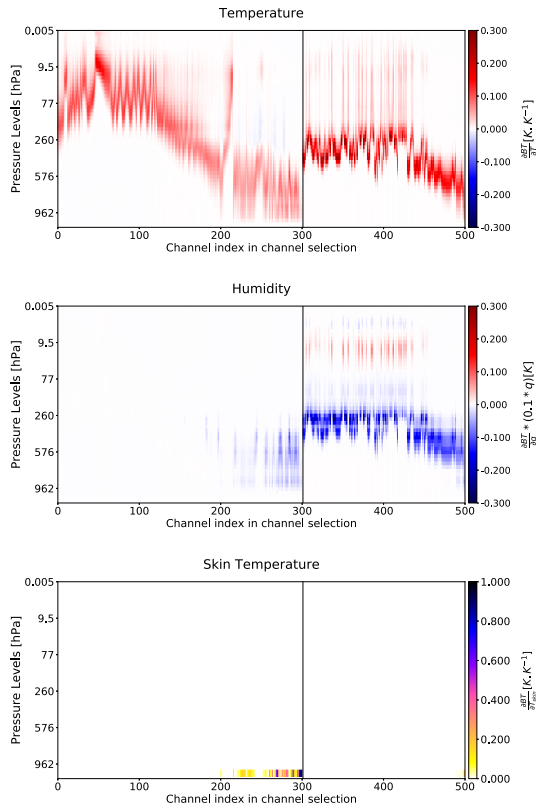 Temperature
0.005
9.5
77
260
576
962
Pressure Levels [hPa]
0 100 200 300 400 500
Channel index in channel selection
0.300
0.200
0.100
0.000
-0.100
-0.200
-0.300
∂BT/∂T [K.K⁻¹]
Humidity
0.005
9.5
77
260
576
962
Pressure Levels [hPa]
0 100 200 300 400 500
Channel index in channel selection
0.300
0.200
0.100
0.000
-0.100
-0.200
-0.300
∂BT/∂q * (0.1 * q)[K]
Skin Temperature
0.005
9.5
77
260
576
962
Pressure Levels [hPa]
0 100 200 300 400 500
Channel index in channel selection
1.000
0.800
0.600
0.400
0.200
0.000
∂BT/∂T_skin [K.K⁻¹]